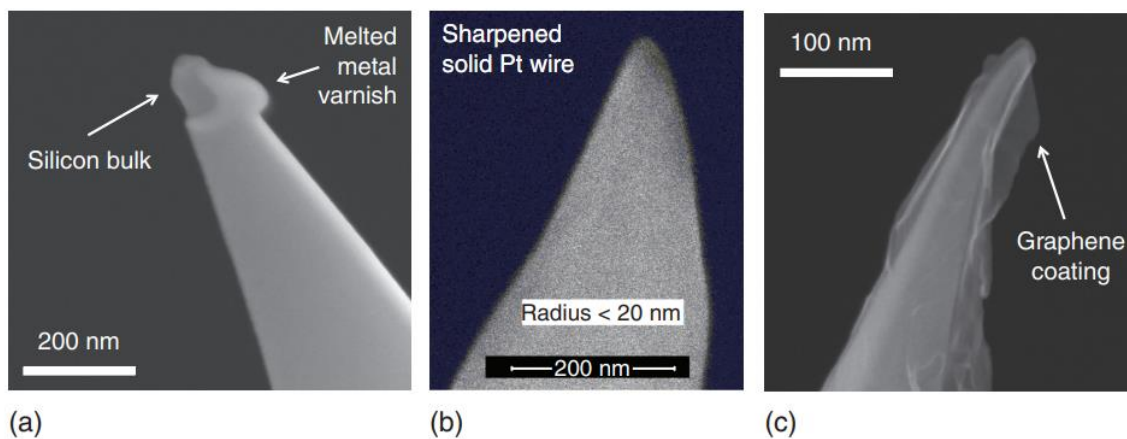 Melted
metal
varnish
Silicon bulk
200 nm
(a)
Sharpened
solid Pt wire
Radius < 20 nm
200 nm
(b)
100 nm
Graphene
coating
(c)